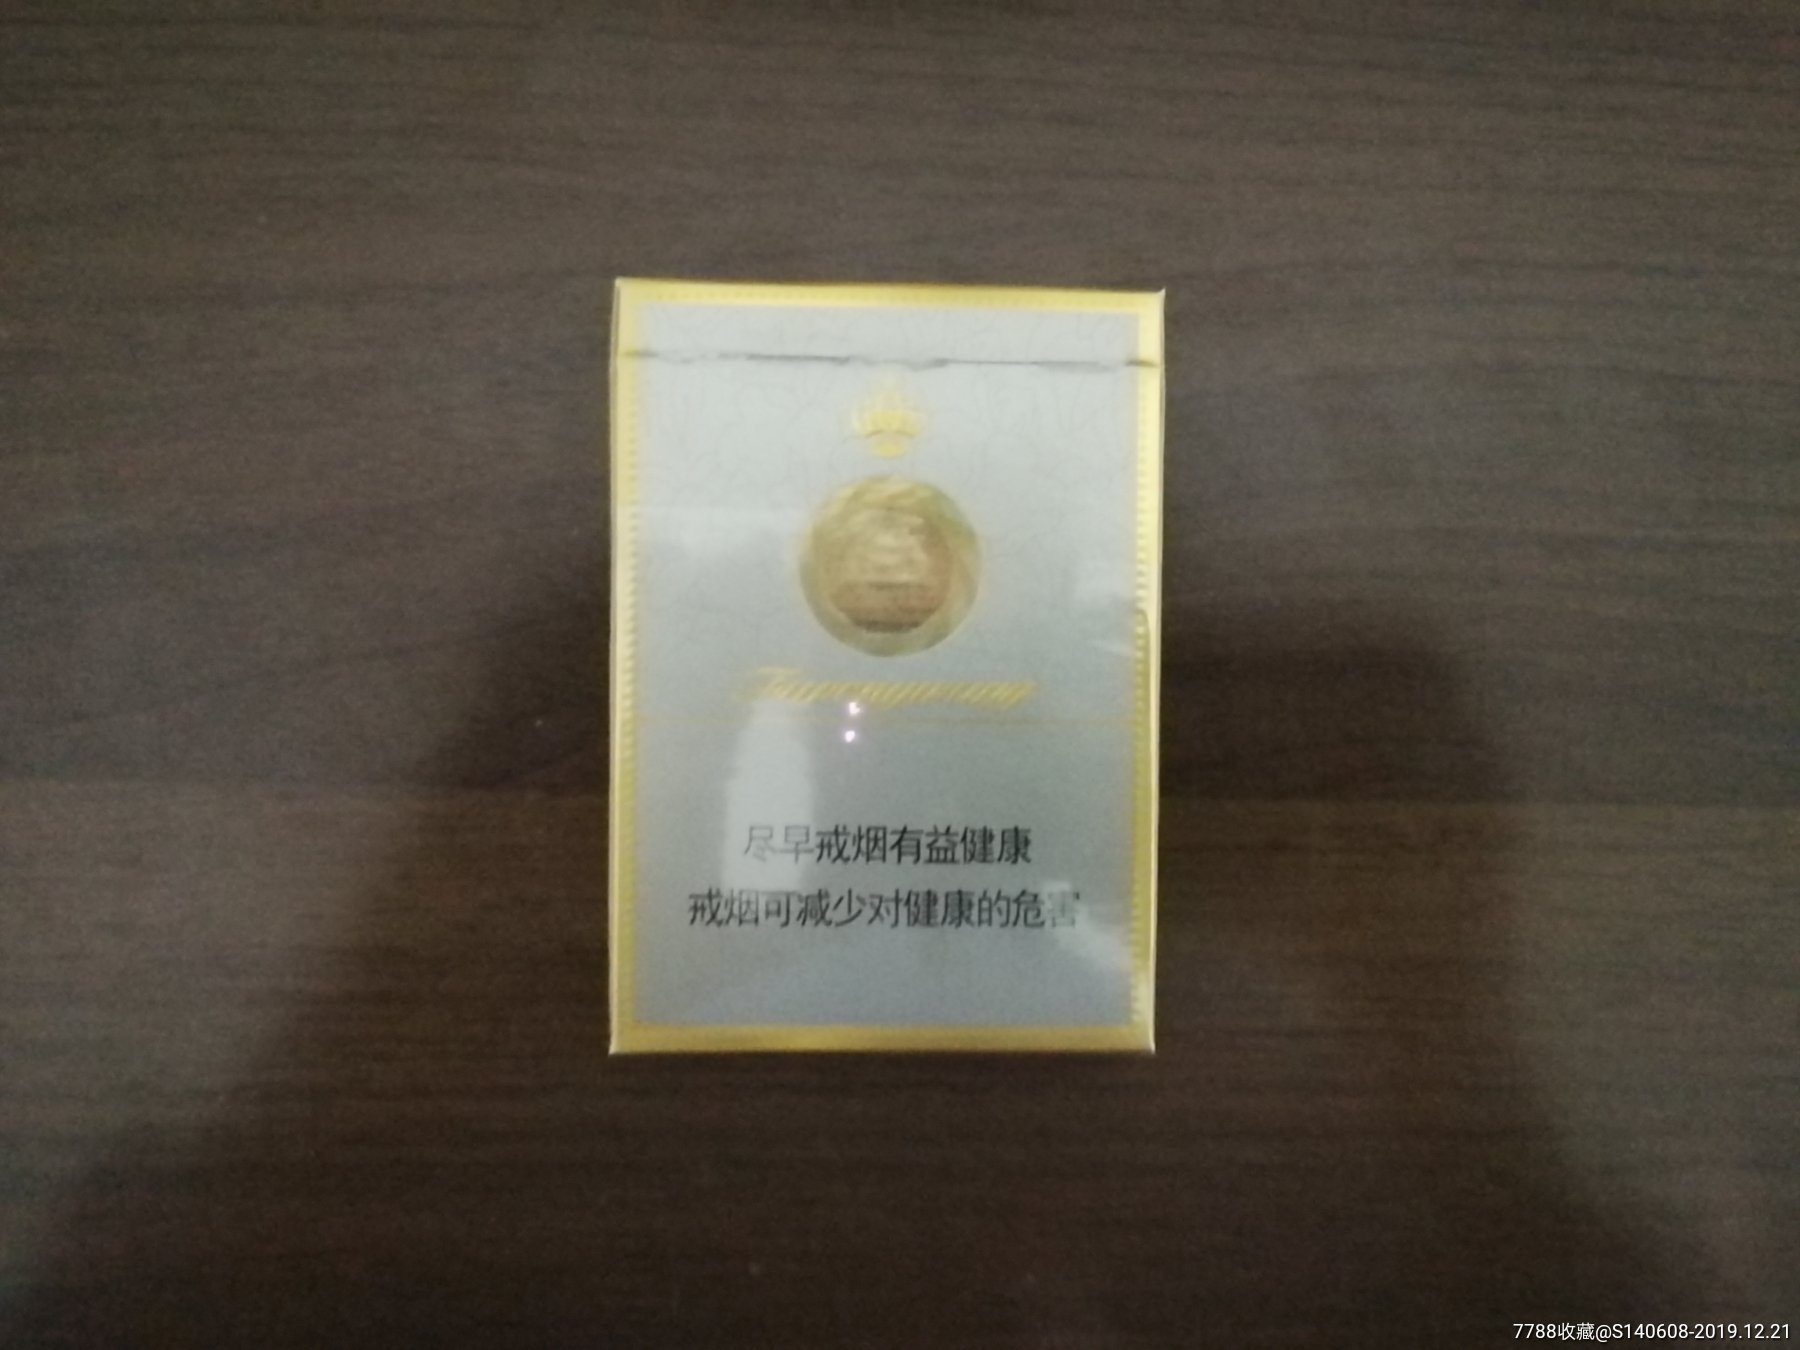 尽早戒烟有益健康
戒烟可减少对健康的危害
7788收藏@S140608-2019.12.21